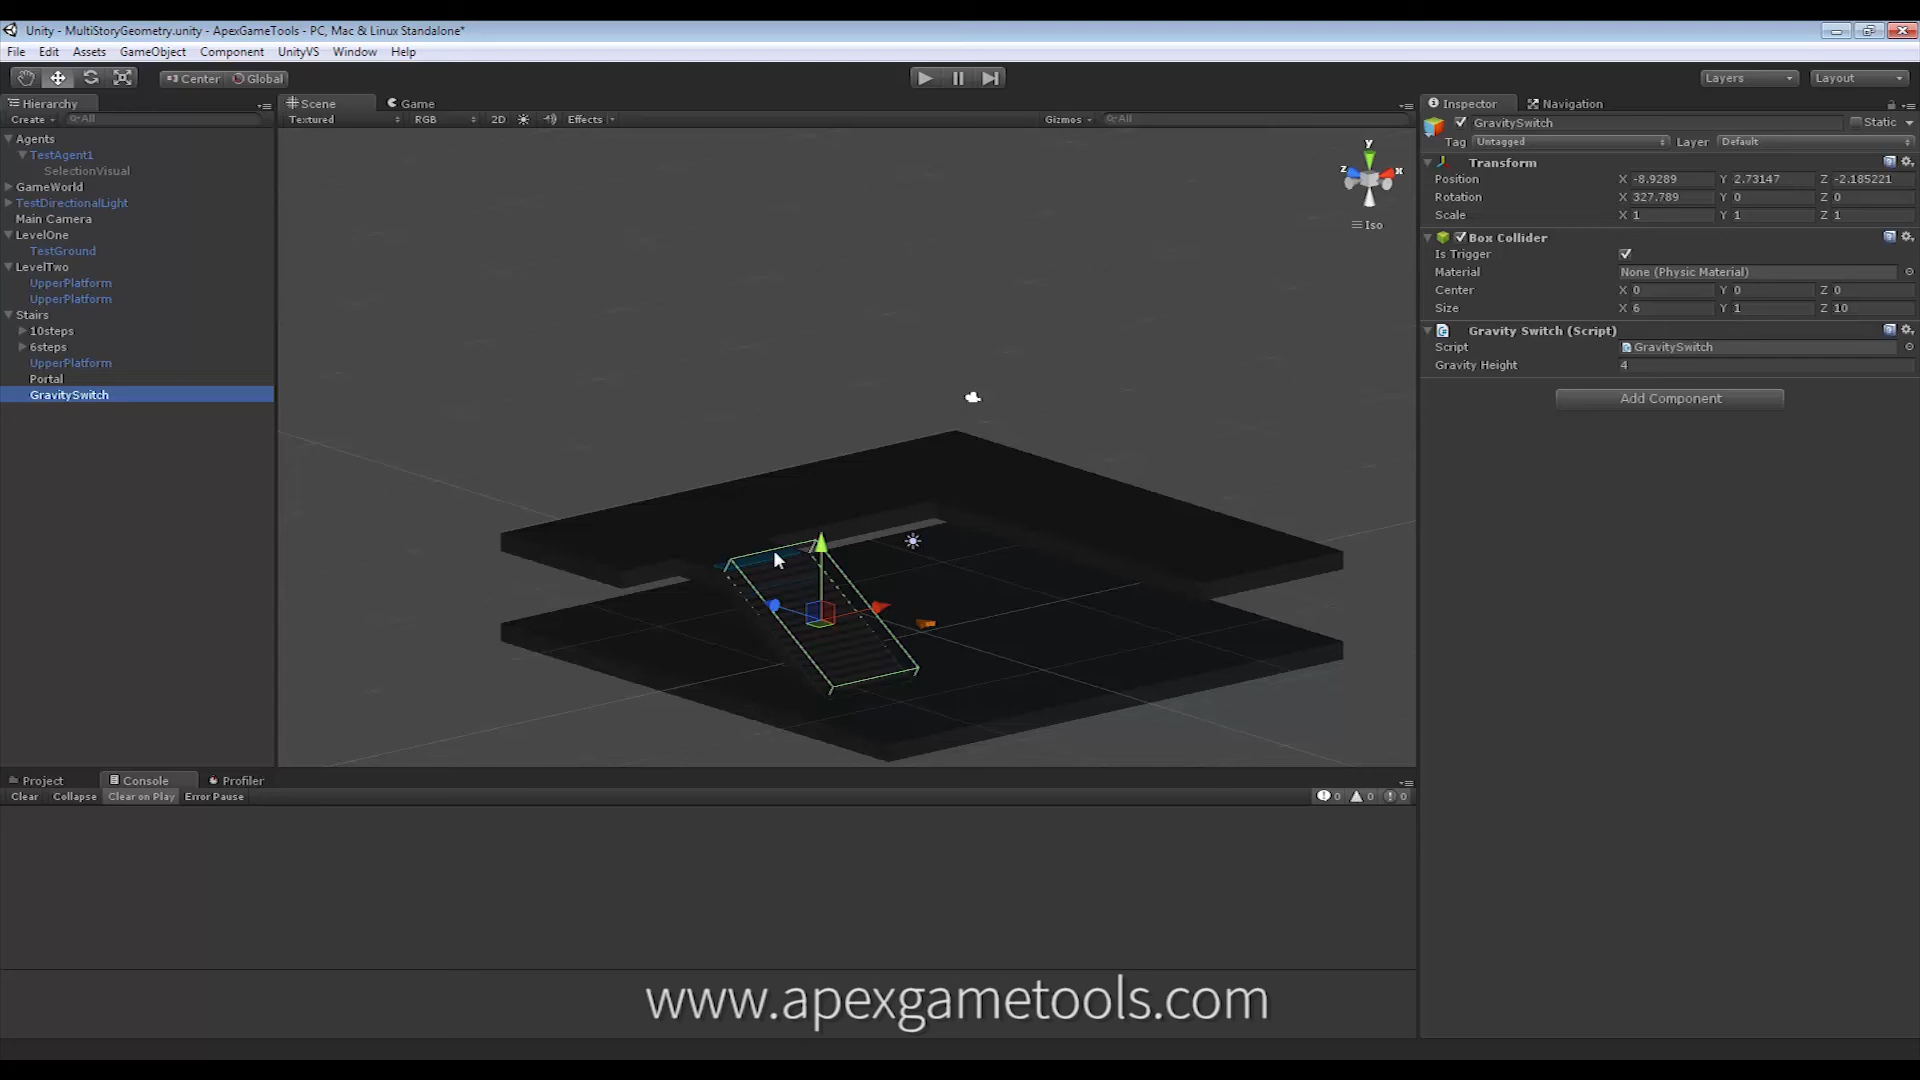 Unity - MultiStoryGeometry.unity - ApexGameTools - PC, Mac & Linux Standalone*
File Edit Assets GameObject Component UnityVS Window Help
Center Global Layers Layout
Hierarchy
Create All
Agents
TestAgent1
SelectionVisual
GameWorld
TestDirectionalLight
Main Camera
LevelOne
TestGround
LevelTwo
UpperPlatform
UpperPlatform
Stairs
10steps
6steps
UpperPlatform
Portal
GravitySwitch
Scene Game
Textured RGB 2D Effects Gizmos All
y
z x
Iso
Inspector Navigation
GravitySwitch Static
Tag Untagged Layer Default
Transform
Position X -8.9289 Y 2.73147 Z -2.185221
Rotation X 327.789 Y 0 Z 0
Scale X 1 Y 1 Z 1
Box Collider
Is Trigger
Material None (Physic Material)
Center X 0 Y 0 Z 0
Size X 6 Y 1 Z 10
Gravity Switch (Script)
Script GravitySwitch
Gravity Height 4
Add Component
Project Console Profiler
Clear Collapse Clear on Play Error Pause 0 0 0
www.apexgametools.com